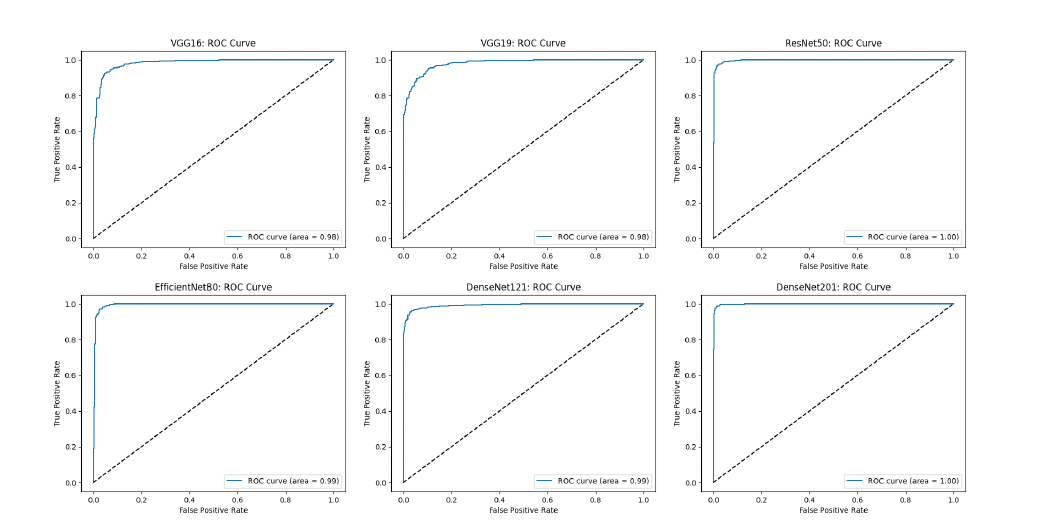 VGG16: ROC Curve
1.0
0.8
0.6
0.4
0.2
0.0
True Positive Rate
ROC curve (area = 0.98)
0.0 0.2 0.4 0.6 0.8 1.0
False Positive Rate
VGG19: ROC Curve
1.0
0.8
0.6
0.4
0.2
0.0
True Positive Rate
ROC curve (area = 0.98)
0.0 0.2 0.4 0.6 0.8 1.0
False Positive Rate
ResNet50: ROC Curve
1.0
0.8
0.6
0.4
0.2
0.0
True Positive Rate
ROC curve (area = 1.00)
0.0 0.2 0.4 0.6 0.8 1.0
False Positive Rate
EfficientNetB0: ROC Curve
1.0
0.8
0.6
0.4
0.2
0.0
True Positive Rate
ROC curve (area = 0.99)
0.0 0.2 0.4 0.6 0.8 1.0
False Positive Rate
DenseNet121: ROC Curve
1.0
0.8
0.6
0.4
0.2
0.0
True Positive Rate
ROC curve (area = 0.99)
0.0 0.2 0.4 0.6 0.8 1.0
False Positive Rate
DenseNet201: ROC Curve
1.0
0.8
0.6
0.4
0.2
0.0
True Positive Rate
ROC curve (area = 1.00)
0.0 0.2 0.4 0.6 0.8 1.0
False Positive Rate